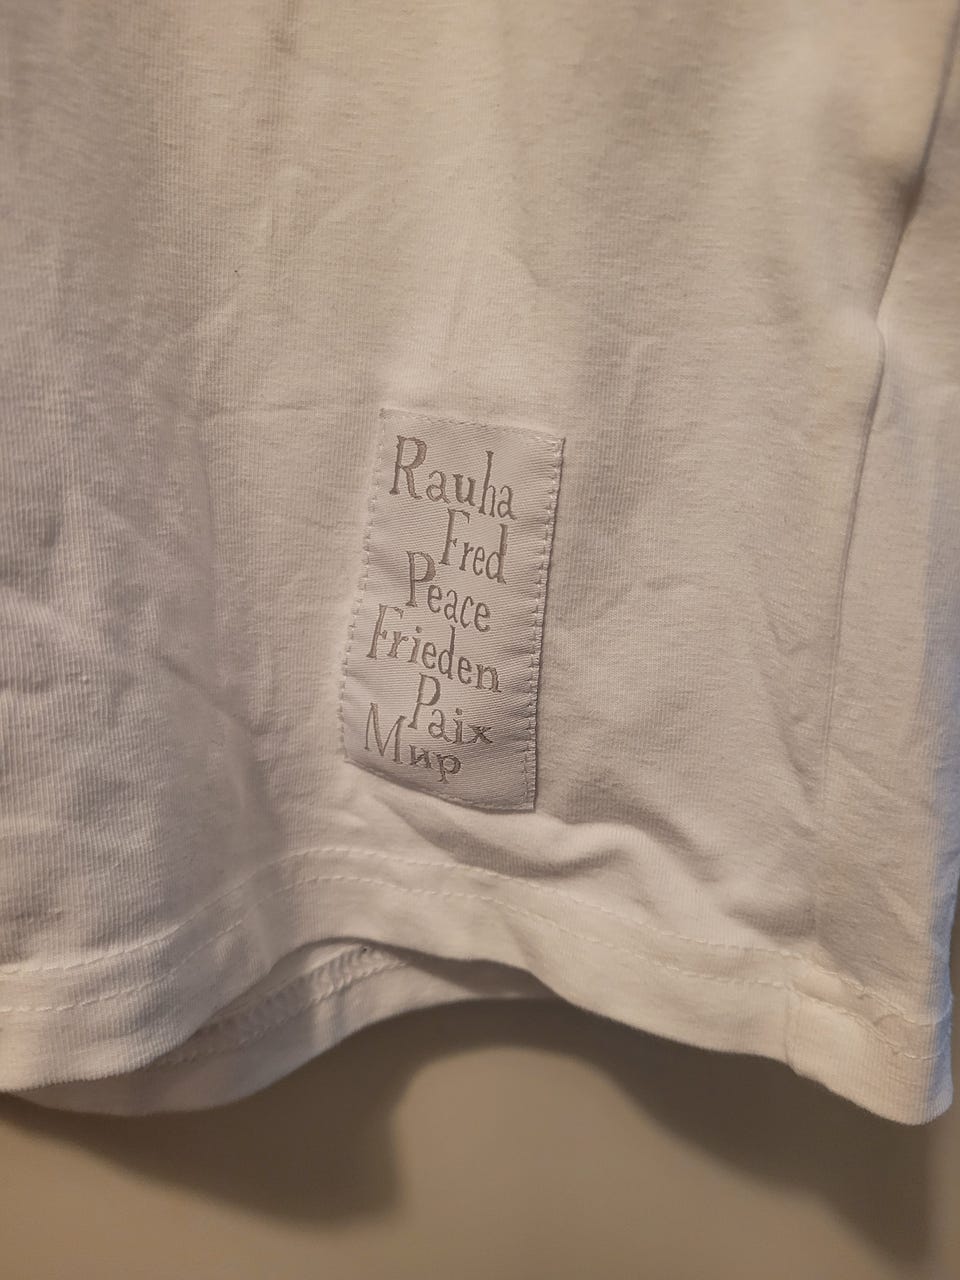 Rauha
Fred
Peace
Frieden
Paix
Мир